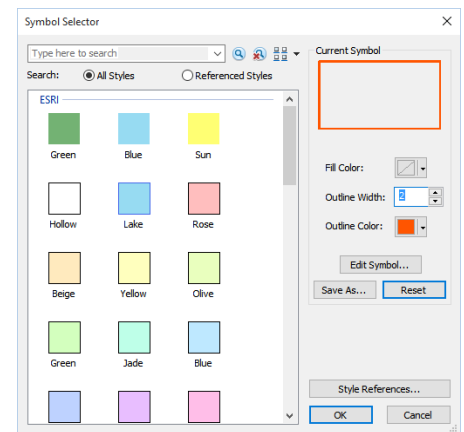 Symbol Selector
Type here to search
Search: All Styles Referenced Styles
ESRI
Green Blue Sun
Hollow Lake Rose
Beige Yellow Olive
Green Jade Blue
Current Symbol
Fill Color:
Outline Width: 2
Outline Color:
Edit Symbol...
Save As... Reset
Style References...
OK Cancel